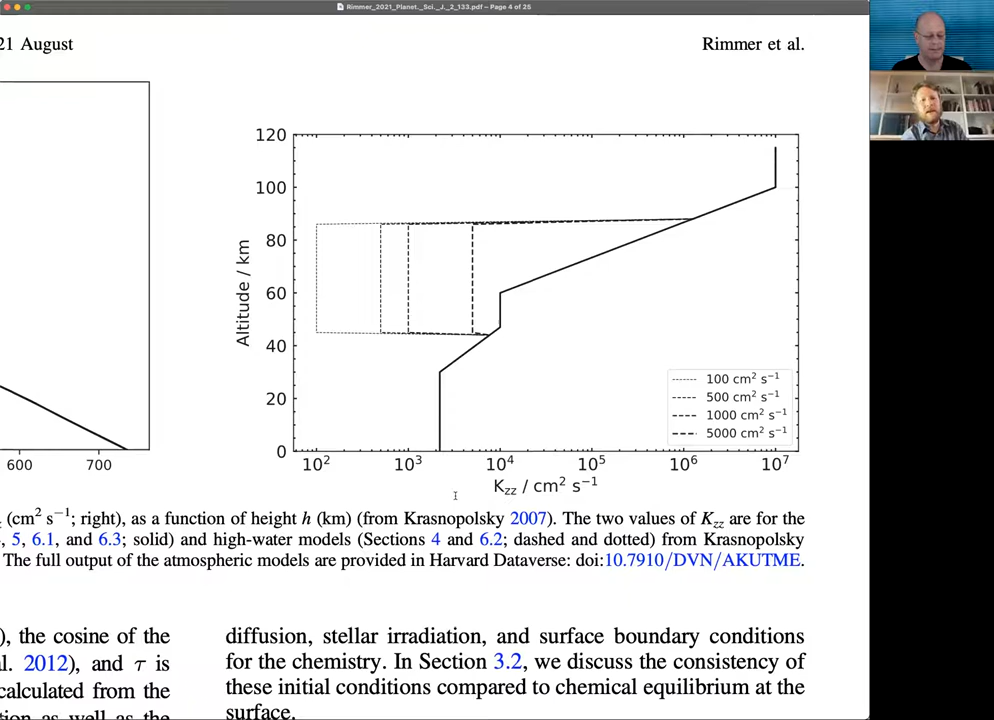 Rimmer_2021_Planet._Sci._J._2_133.pdf – Page 4 of 25
21 August
Rimmer et al.
600
700
120
100
80
60
40
20
0
Altitude / km
100 cm² s⁻¹
500 cm² s⁻¹
1000 cm² s⁻¹
5000 cm² s⁻¹
10² 10³ 10⁴ 10⁵ 10⁶ 10⁷
Kzz / cm² s⁻¹
(cm² s⁻¹; right), as a function of height h (km) (from Krasnopolsky 2007). The two values of Kzz are for the
, 5, 6.1, and 6.3; solid) and high-water models (Sections 4 and 6.2; dashed and dotted) from Krasnopolsky
The full output of the atmospheric models are provided in Harvard Dataverse: doi:10.7910/DVN/AKUTME.
), the cosine of the
al. 2012), and τ is
calculated from the
tion as well as the
diffusion, stellar irradiation, and surface boundary conditions
for the chemistry. In Section 3.2, we discuss the consistency of
these initial conditions compared to chemical equilibrium at the
surface.